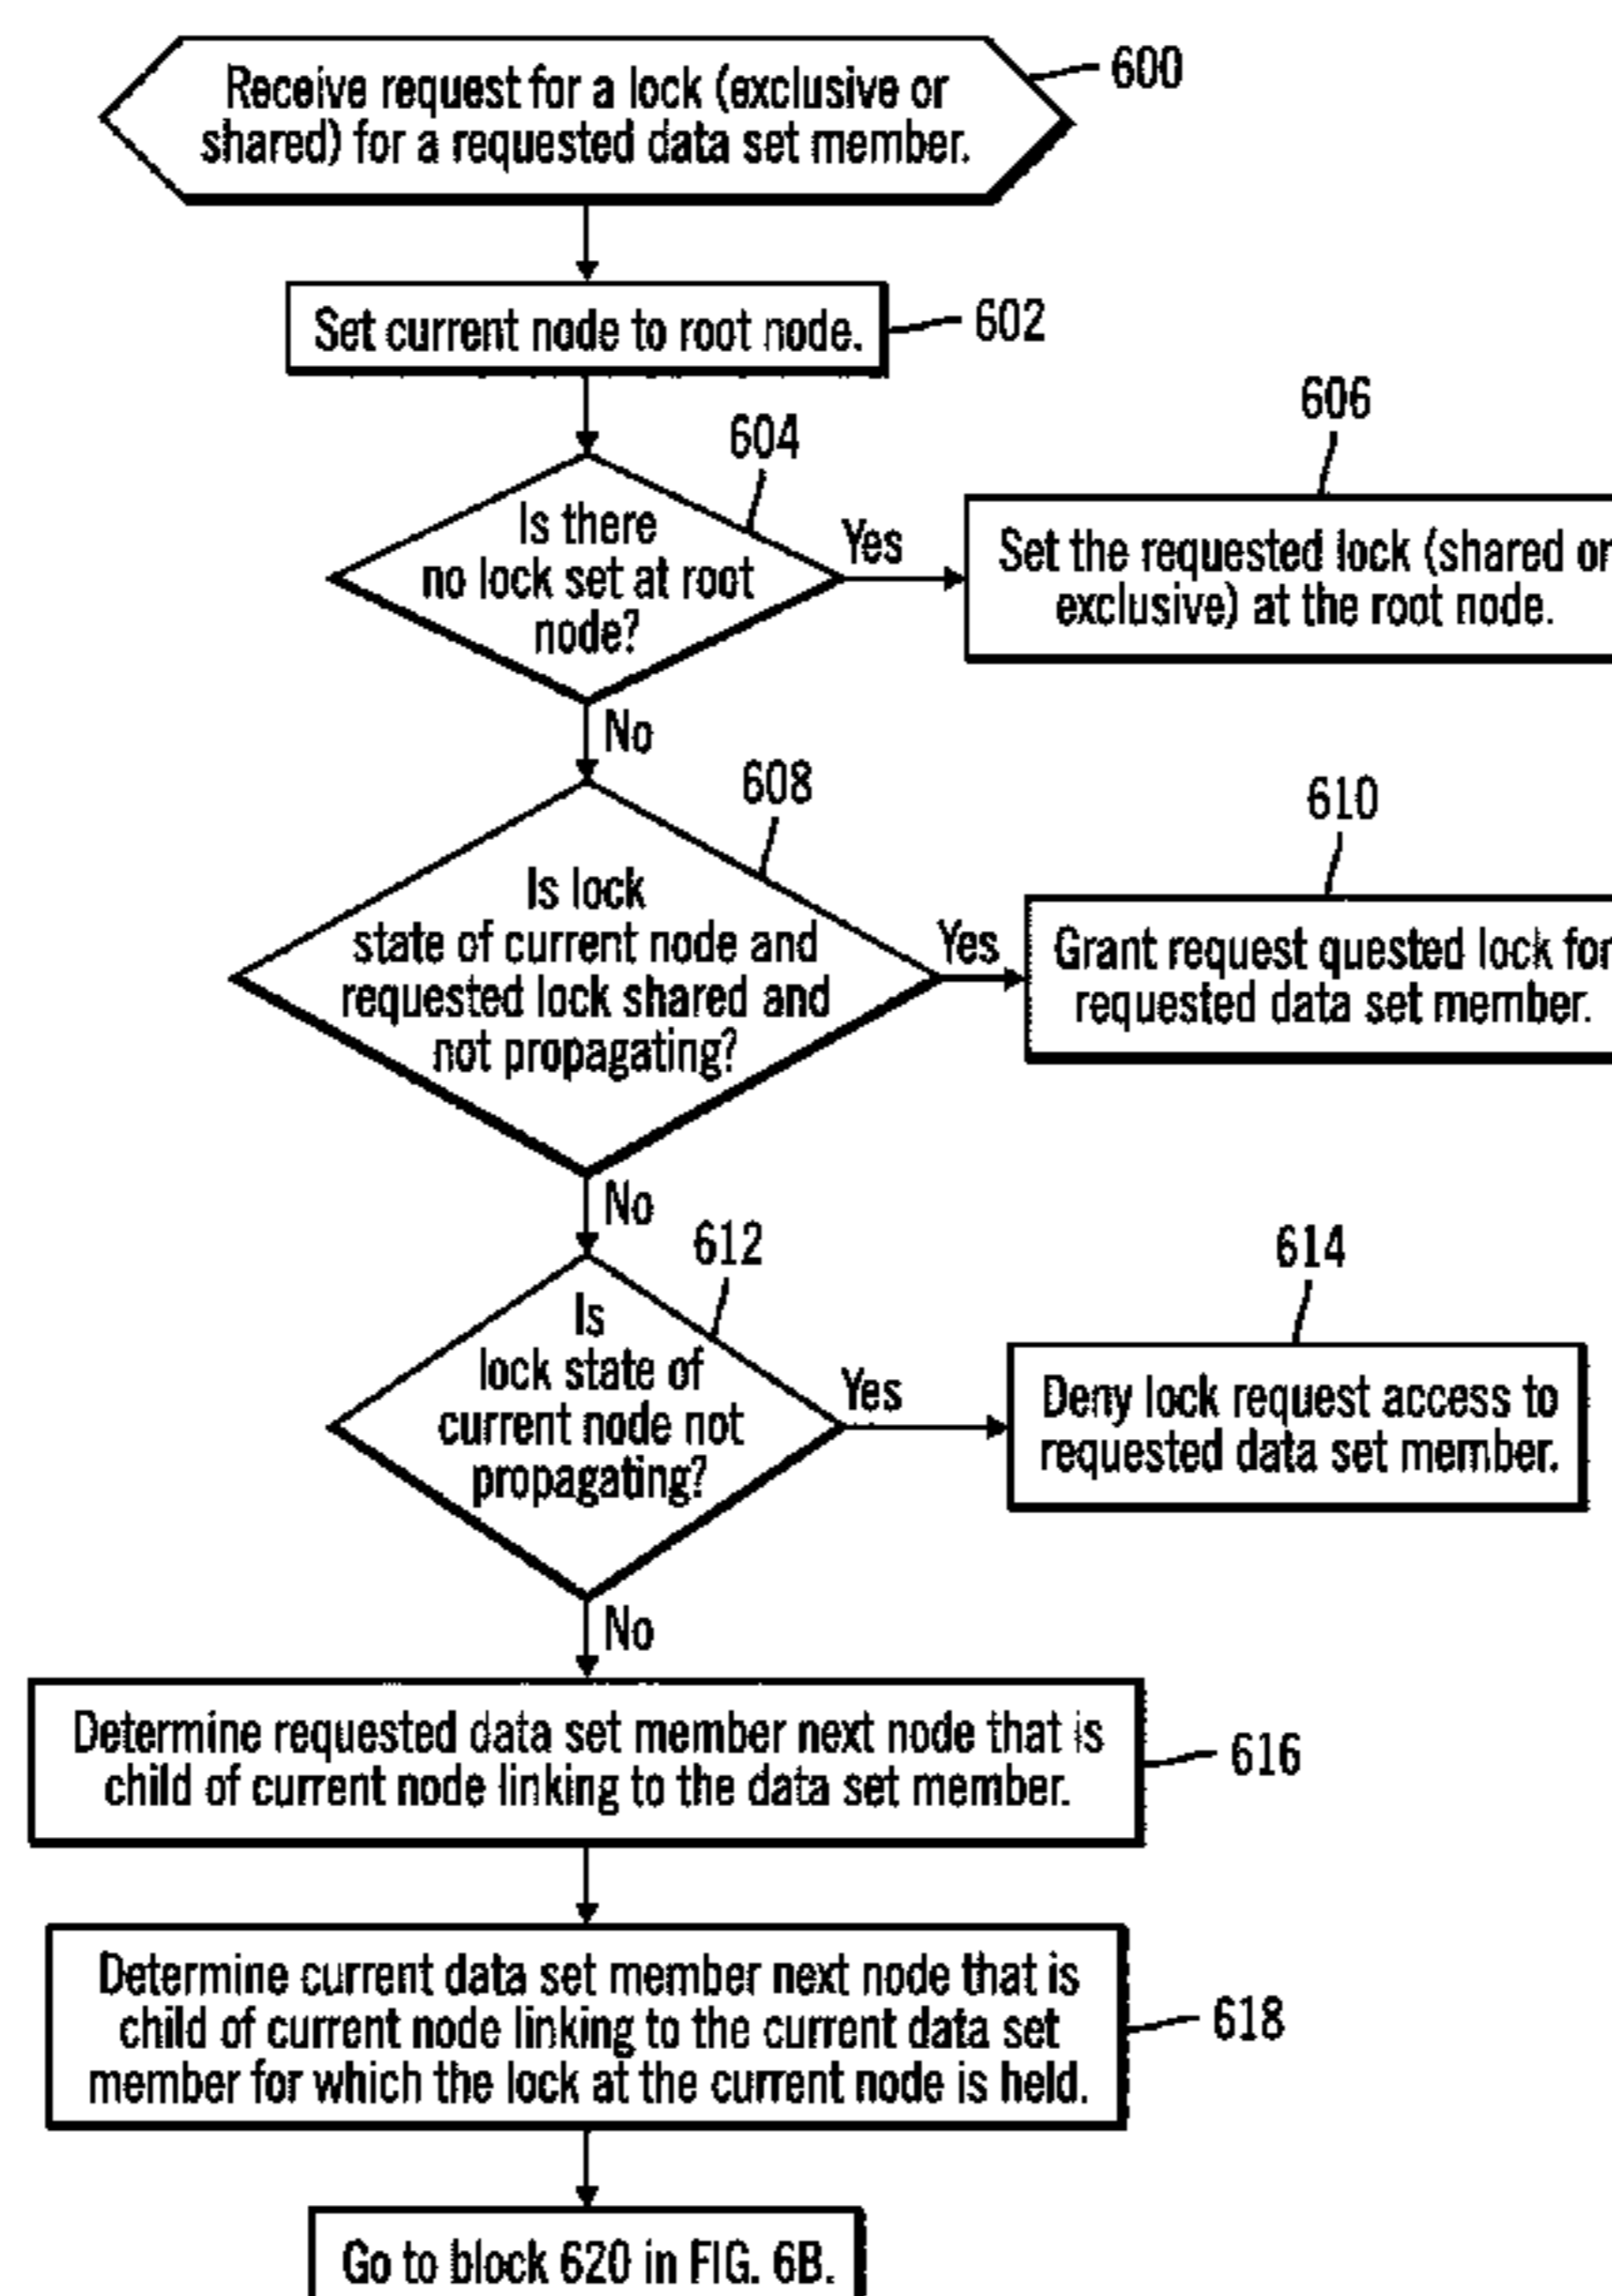 Receive request for a lock (exclusive or
shared) for a requested data set member.
600
Set current node to root node.
602
604
Is there
no lock set at root
node?
Yes
606
Set the requested lock (shared or
exclusive) at the root node.
No
608
Is lock
state of current node and
requested lock shared and
not propagating?
Yes
610
Grant request quested lock for
requested data set member.
No
612
Is
lock state of
current node not
propagating?
Yes
614
Deny lock request access to
requested data set member.
No
Determine requested data set member next node that is
child of current node linking to the data set member.
616
Determine current data set member next node that is
child of current node linking to the current data set
member for which the lock at the current node is held.
618
Go to block 620 in FIG. 6B.